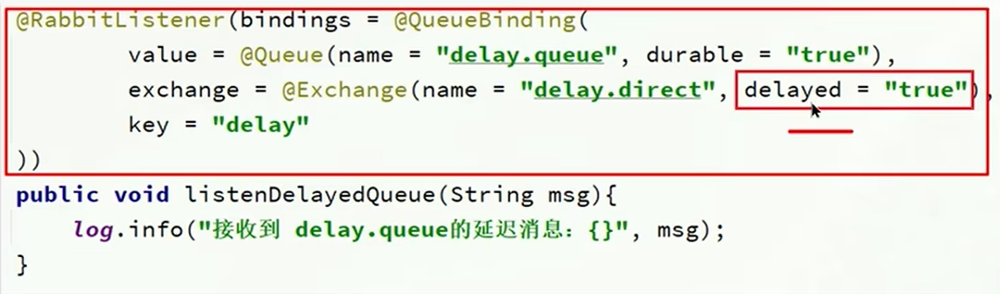 @RabbitListener(bindings = @QueueBinding(
value = @Queue(name = "delay.queue", durable = "true"),
exchange = @Exchange(name = "delay.direct", delayed = "true"),
key = "delay"
))
public void listenDelayedQueue(String msg){
log.info("接收到 delay.queue的延迟消息：{}", msg);
}